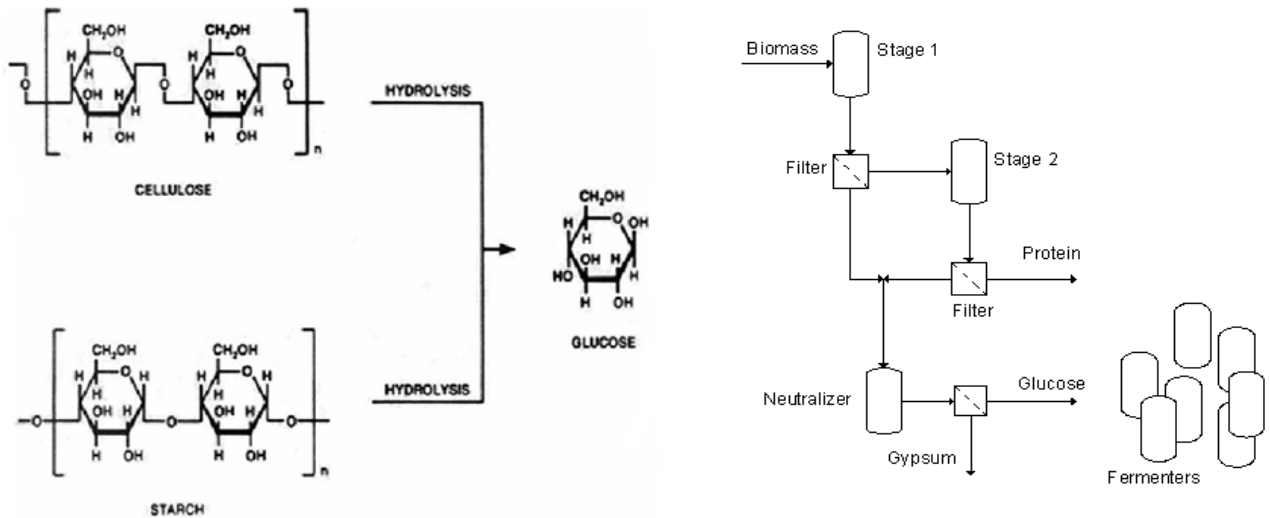 CH₂OH
CH₂OH
H
O
H
H
O
H
H
H
O
O
O
OH
H
H
OH
H
H
H
OH
H
OH
n
CELLULOSE
HYDROLYSIS
CH₂OH
H
O
OH
H
OH
H
HO
H
H
OH
GLUCOSE
CH₂OH
CH₂OH
H
O
H
H
O
H
H
H
O
OH
H
O
OH
H
O
H
OH
H
OH
n
STARCH
HYDROLYSIS
Biomass
Stage 1
Filter
Stage 2
Protein
Filter
Neutralizer
Glucose
Gypsum
Fermenters